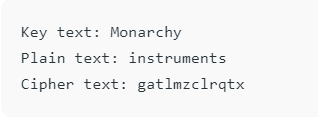 Key text: Monarchy
Plain text: instruments
Cipher text: gatlmzclrqtx